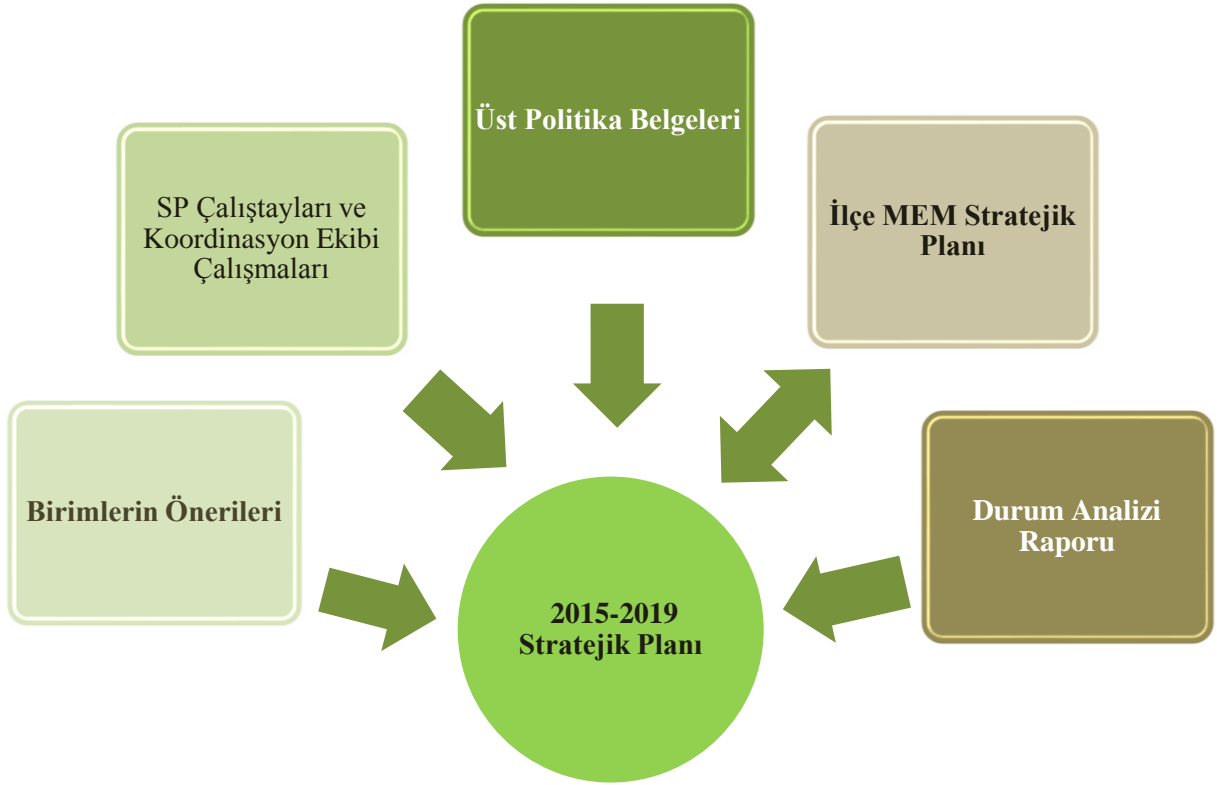 Üst Politika Belgeleri
SP Çalıştayları ve
Koordinasyon Ekibi
Çalışmaları
İlçe MEM Stratejik
Planı
Birimlerin Önerileri
Durum Analizi
Raporu
2015-2019
Stratejik Planı